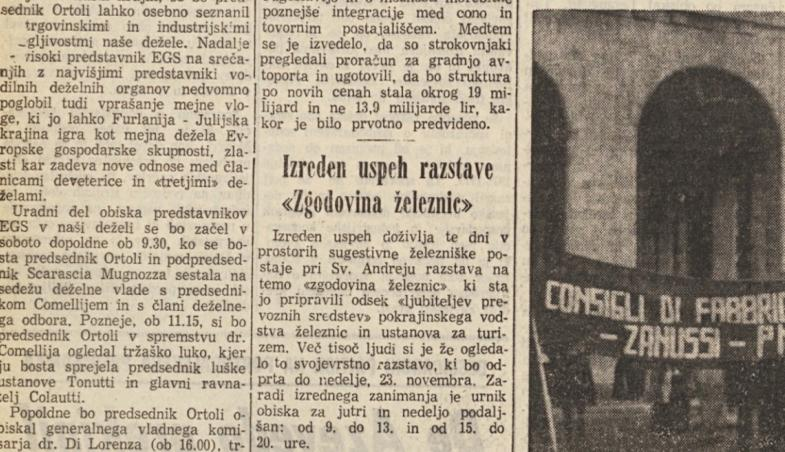 sednik Ortoli lahko osebno seznanil
trgovinskimi in industrijskimi
gljivostmi naše dežele. Nadalje
visoki predstavnik EGS na sreča-
njih z najvišjimi predstavniki vo-
dilnih deželnih organov nedvomno
poglobil tudi vprašanje mejne vlo-
ge, ki jo lahko Furlanija - Julijska
krajina igra kot mejna dežela Ev-
ropske gospodarske skupnosti, zla-
sti kar zadeva nove odnose med čla-
nicami deveterice in «tretjimi» de-
želami.
Uradni del obiska predstavnikov
EGS v naši deželi se bo začel v
soboto dopoldne ob 9.30, ko se bo-
sta predsednik Ortoli in podpredsed-
nik Scarascia Mugnozza sestala na
sedežu deželne vlade s predsedni-
kom Comellijem in s člani deželne-
ga odbora. Pozneje, ob 11.15, si bo
predsednik Ortoli v spremstvu dr.
Comellija ogledal tržaško luko, kjer
ju bosta sprejela predsednik luške
ustanove Tonutti in glavni ravna-
telj Colautti.
Popoldne bo predsednik Ortoli o-
biskal generalnega vladnega komi-
sarja dr. Di Lorenza (ob 16.00), tr-
poznejše integracije med cono in
tovornim postajališčem. Medtem
se je izvedelo, da so strokovnjaki
pregledali proračun za gradnjo av-
toporta in ugotovili, da bo struktura
po novih cenah stala okrog 19 mi-
lijard in ne 13,9 milijarde lir, ka-
kor je bilo prvotno predvideno.
Izreden uspeh razstave
«Zgodovina železnic»
Izreden uspeh doživlja te dni v
prostorih sugestivne železniške po-
staje pri Sv. Andreju razstava na
temo «zgodovina železnic» ki sta
jo pripravili odsek «ljubiteljev pre-
voznih sredstev» pokrajinskega vod-
stva železnic in ustanova za turi-
zem. Več tisoč ljudi si je že ogleda-
lo to svojevrstno razstavo, ki bo od-
prta do nedelje, 23. novembra. Za-
radi izrednega zanimanja je urnik
obiska za jutri in nedeljo podalj-
šan: od 9. do 13. in od 15. do
20. ure.
CONSIGLI DI FABBRIC
- ZANUSSI - P